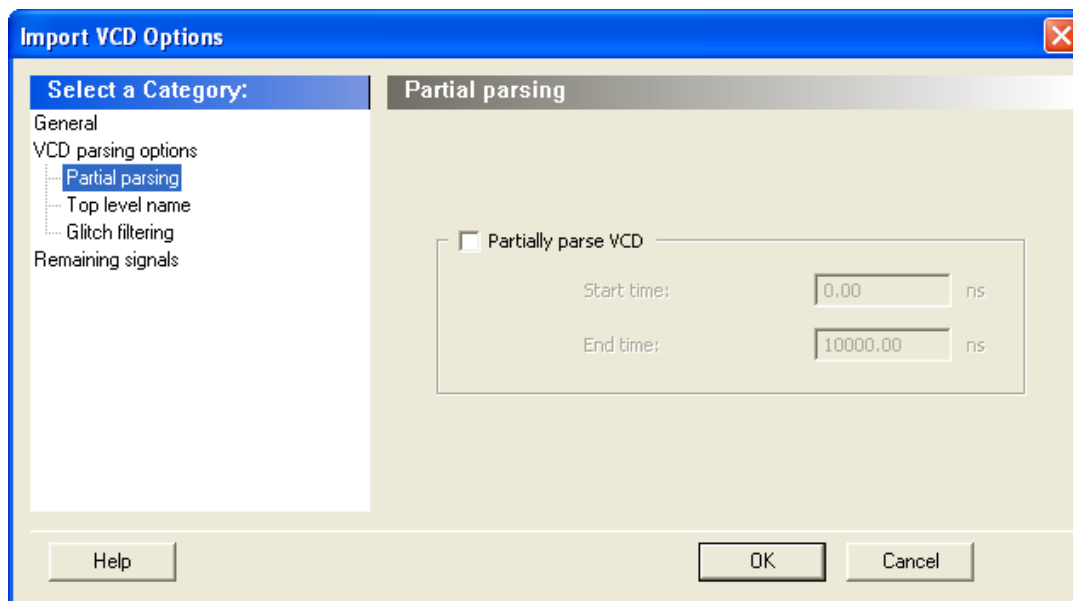 Import VCD Options
Select a Category:
General
VCD parsing options
Partial parsing
Top level name
Glitch filtering
Remaining signals
Partial parsing
Partially parse VCD
Start time: 0.00 ns
End time: 10000.00 ns
Help OK Cancel